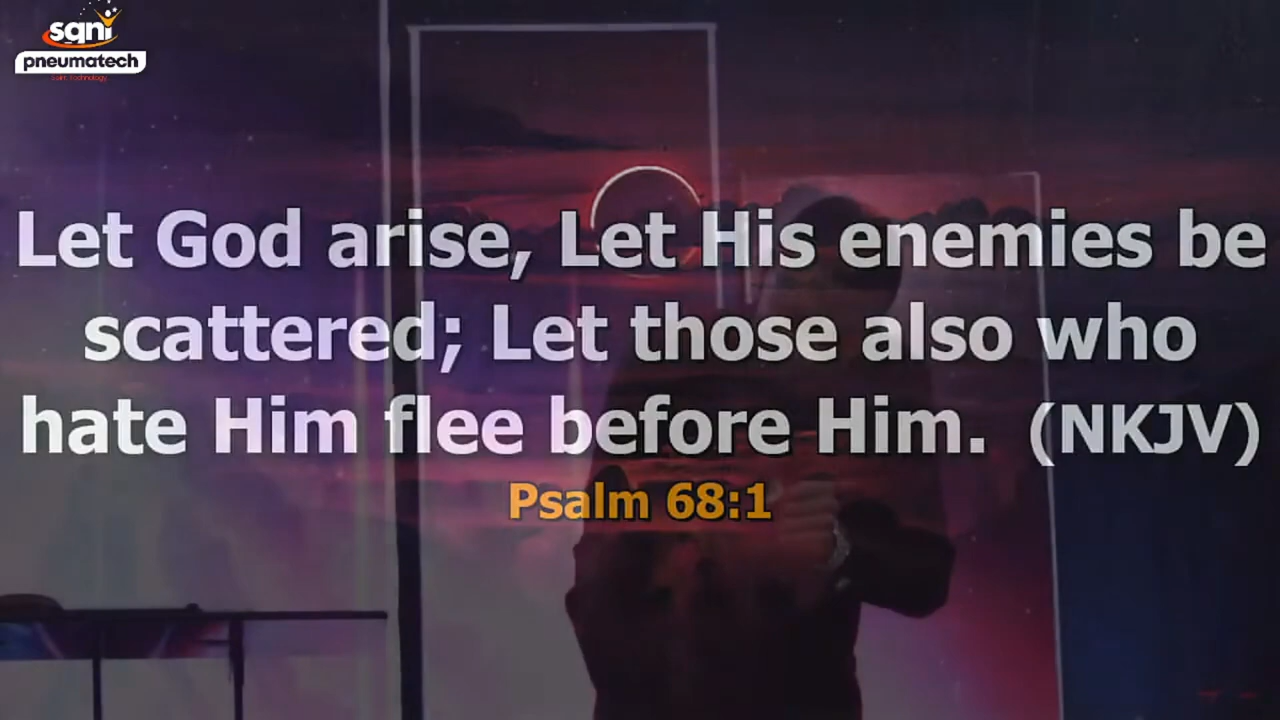 sqni
pneumatech
Let God arise, Let His enemies be
scattered; Let those also who
hate Him flee before Him. (NKJV)
Psalm 68:1